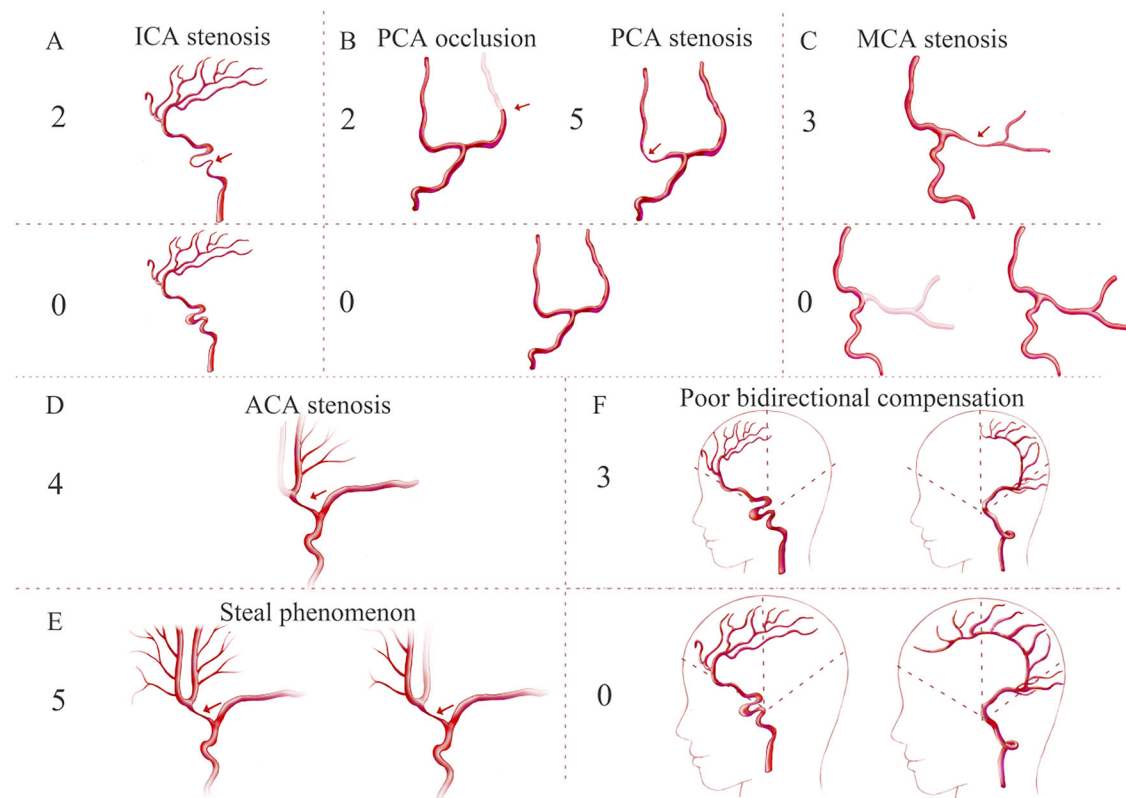 A ICA stenosis B PCA occlusion PCA stenosis C MCA stenosis
2 2 5 3
0 0 0
D ACA stenosis F Poor bidirectional compensation
4 3
E Steal phenomenon
5 0